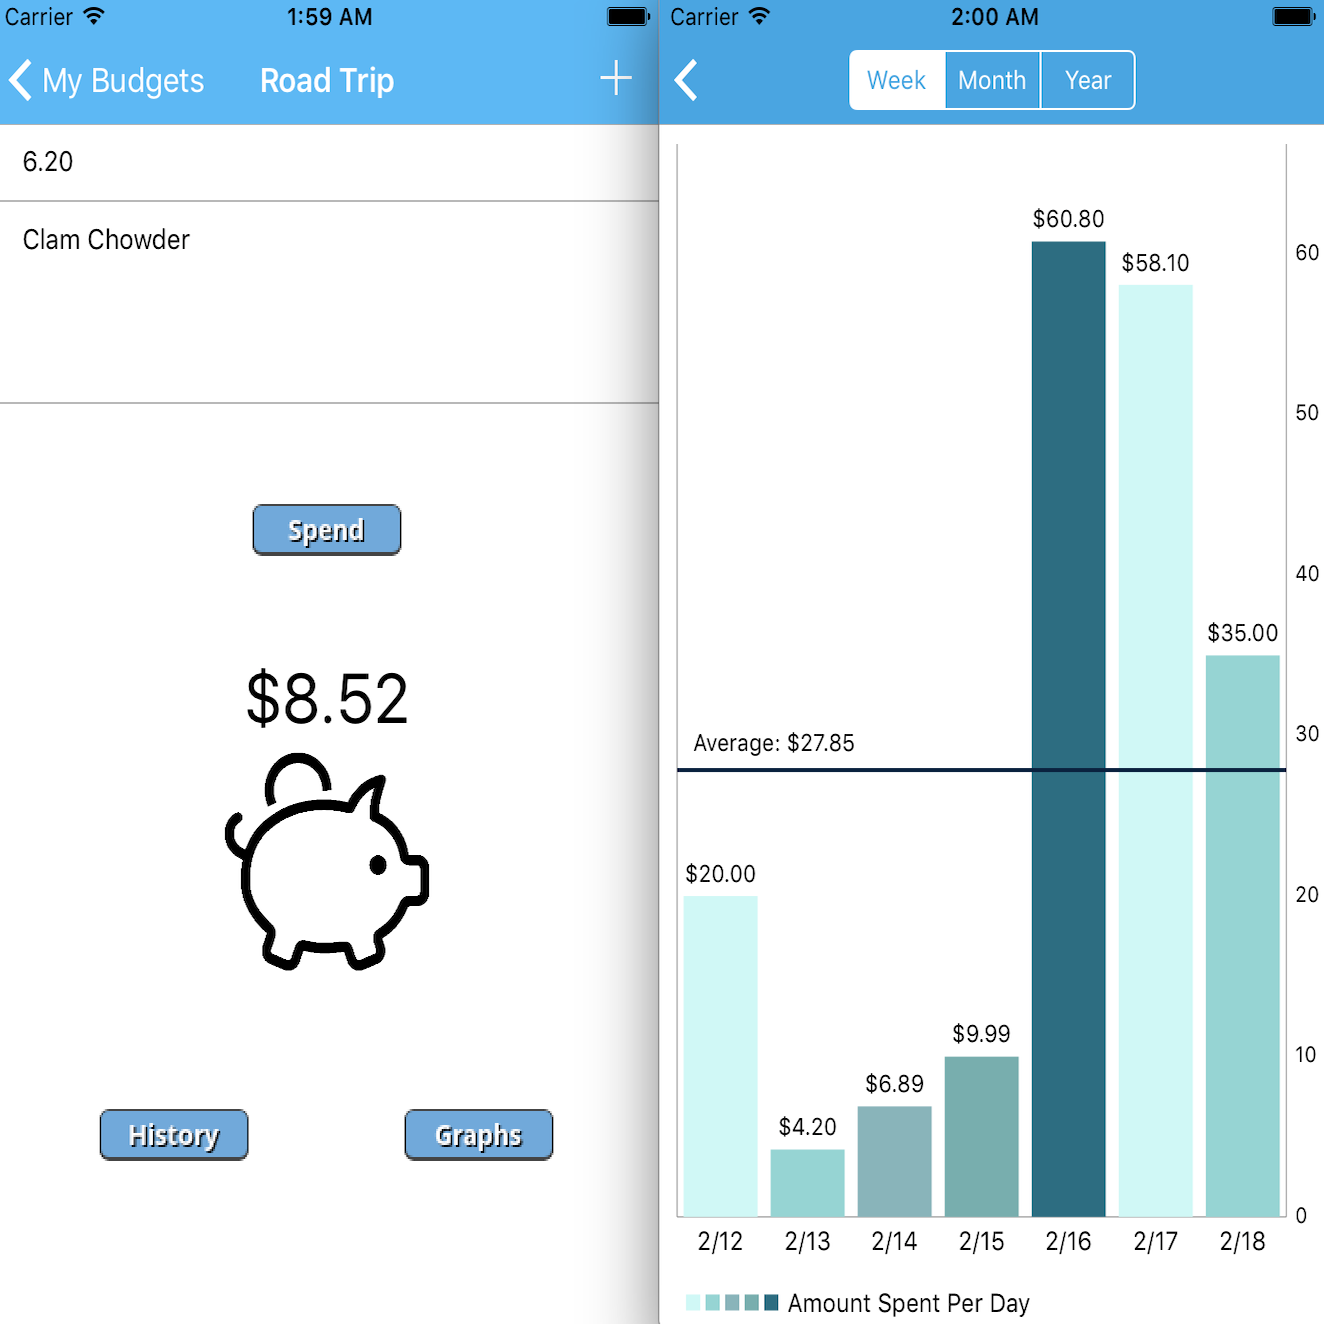 Carrier 1:59 AM
My Budgets Road Trip
6.20
Clam Chowder
Spend
$8.52
History Graphs
Carrier 2:00 AM
Week Month Year
$60.80
60
$58.10
50
40
$35.00
30
Average: $27.85
20
$20.00
$9.99
10
$6.89
$4.20
0
2/12 2/13 2/14 2/15 2/16 2/17 2/18
Amount Spent Per Day